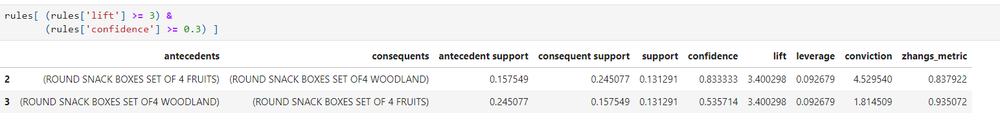 rules[ (rules['lift'] >= 3) &
(rules['confidence'] >= 0.3) ]
antecedents consequents antecedent support consequent support support confidence lift leverage conviction zhangs_metric
2 (ROUND SNACK BOXES SET OF 4 FRUITS) (ROUND SNACK BOXES SET OF4 WOODLAND) 0.157549 0.245077 0.131291 0.833333 3.400298 0.092679 4.529540 0.837922
3 (ROUND SNACK BOXES SET OF4 WOODLAND) (ROUND SNACK BOXES SET OF 4 FRUITS) 0.245077 0.157549 0.131291 0.535714 3.400298 0.092679 1.814509 0.935072